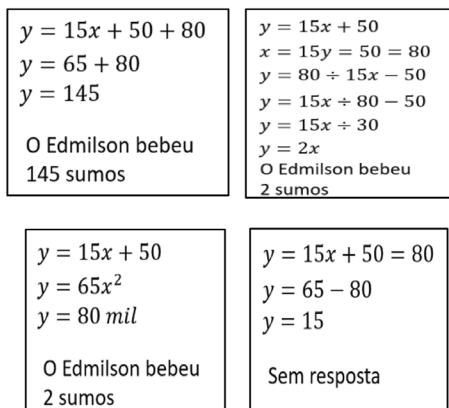 y = 15x + 50 + 80
y = 65 + 80
y = 145
O Edmilson bebeu
145 sumos
y = 15x + 50
x = 15y = 50 = 80
y = 80 ÷ 15x − 50
y = 15x ÷ 80 − 50
y = 15x ÷ 30
y = 2x
O Edmilson bebeu
2 sumos
y = 15x + 50
y = 65x²
y = 80 mil
O Edmilson bebeu
2 sumos
y = 15x + 50 = 80
y = 65 − 80
y = 15
Sem resposta